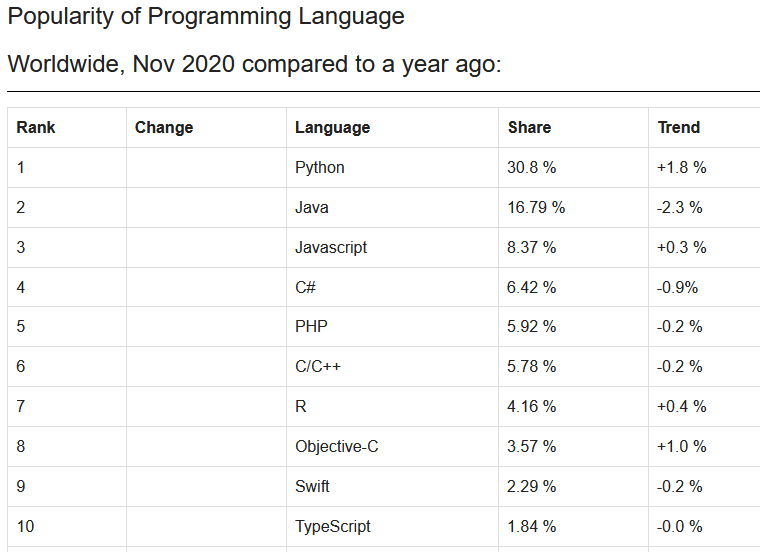 Popularity of Programming Language
Worldwide, Nov 2020 compared to a year ago:
Rank Change Language Share Trend
1 Python 30.8 % +1.8 %
2 Java 16.79 % -2.3 %
3 Javascript 8.37 % +0.3 %
4 C# 6.42 % -0.9%
5 PHP 5.92 % -0.2 %
6 C/C++ 5.78 % -0.2 %
7 R 4.16 % +0.4 %
8 Objective-C 3.57 % +1.0 %
9 Swift 2.29 % -0.2 %
10 TypeScript 1.84 % -0.0 %